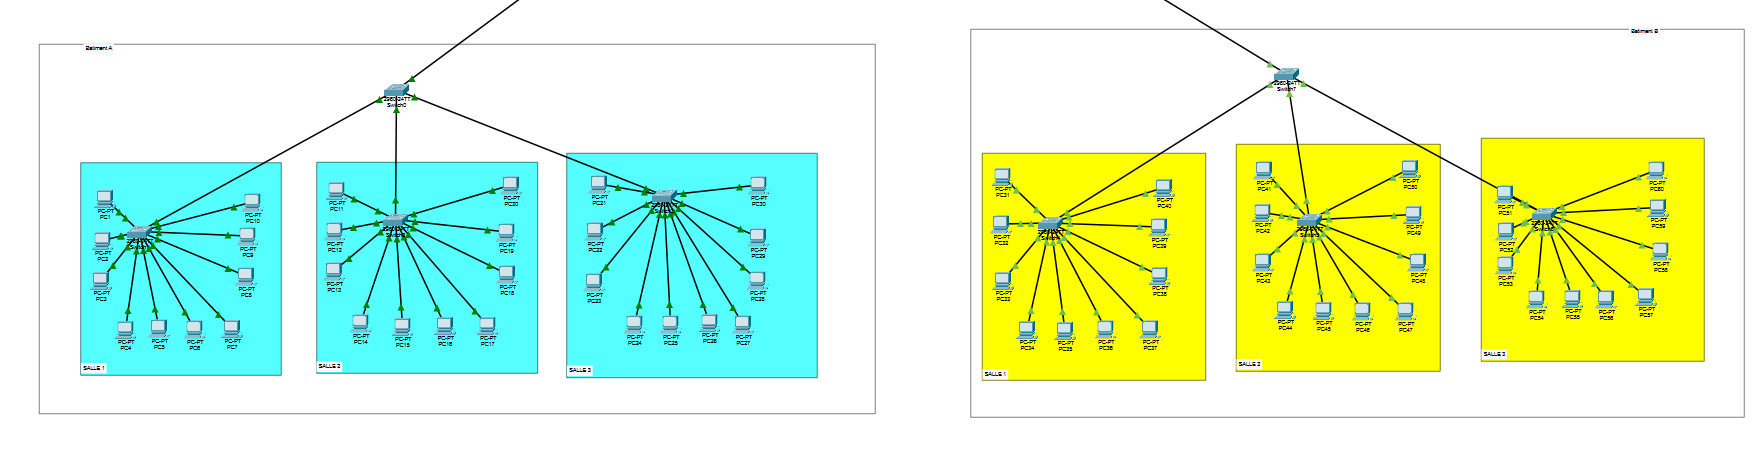 Batiment A
2960-24TT
Switch0
PC-PT
PC1
PC-PT
PC10
PC-PT
PC2
PC-PT
PC9
PC-PT
PC3
PC-PT
PC8
PC-PT
PC4
PC-PT
PC5
PC-PT
PC6
PC-PT
PC7
SALLE 1
PC-PT
PC11
PC-PT
PC20
PC-PT
PC12
PC-PT
PC19
PC-PT
PC13
PC-PT
PC18
PC-PT
PC14
PC-PT
PC15
PC-PT
PC16
PC-PT
PC17
SALLE 2
PC-PT
PC21
PC-PT
PC30
PC-PT
PC22
PC-PT
PC29
PC-PT
PC23
PC-PT
PC28
PC-PT
PC24
PC-PT
PC25
PC-PT
PC26
PC-PT
PC27
SALLE 3
Batiment B
2960-24TT
Switch7
PC-PT
PC31
PC-PT
PC40
PC-PT
PC32
PC-PT
PC39
PC-PT
PC33
PC-PT
PC38
PC-PT
PC34
PC-PT
PC35
PC-PT
PC36
PC-PT
PC37
SALLE 1
PC-PT
PC41
PC-PT
PC50
PC-PT
PC42
PC-PT
PC49
PC-PT
PC43
PC-PT
PC48
PC-PT
PC44
PC-PT
PC45
PC-PT
PC46
PC-PT
PC47
SALLE 2
PC-PT
PC51
PC-PT
PC60
PC-PT
PC52
PC-PT
PC59
PC-PT
PC53
PC-PT
PC58
PC-PT
PC54
PC-PT
PC55
PC-PT
PC56
PC-PT
PC57
SALLE 3